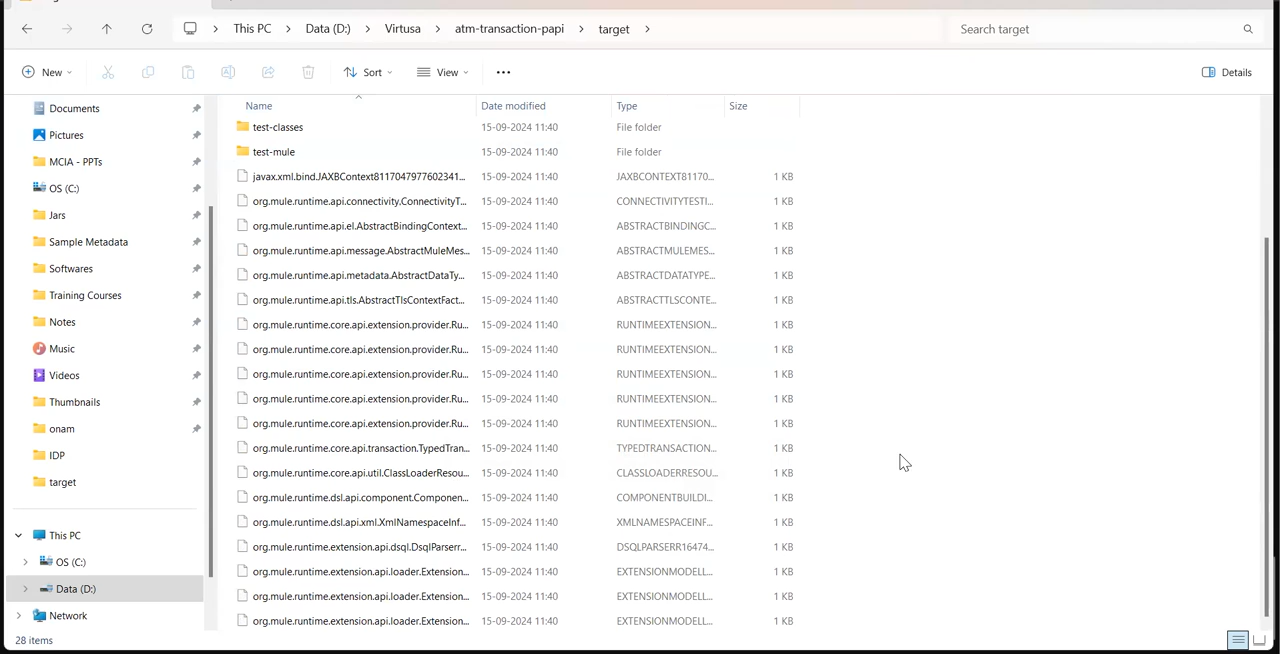 This PC > Data (D:) > Virtusa > atm-transaction-papi > target >
Search target
New
Sort
View
Details
Documents
Pictures
MCIA - PPTs
OS (C:)
Jars
Sample Metadata
Softwares
Training Courses
Notes
Music
Videos
Thumbnails
onam
IDP
target
This PC
OS (C:)
Data (D:)
Network
Name Date modified Type Size
test-classes 15-09-2024 11:40 File folder
test-mule 15-09-2024 11:40 File folder
javax.xml.bind.JAXBContext8117047977602341... 15-09-2024 11:40 JAXBCONTEXT81170... 1 KB
org.mule.runtime.api.connectivity.ConnectivityT... 15-09-2024 11:40 CONNECTIVITYTESTI... 1 KB
org.mule.runtime.api.el.AbstractBindingContext... 15-09-2024 11:40 ABSTRACTBINDINGC... 1 KB
org.mule.runtime.api.message.AbstractMuleMes... 15-09-2024 11:40 ABSTRACTMULEMES... 1 KB
org.mule.runtime.api.metadata.AbstractDataTy... 15-09-2024 11:40 ABSTRACTDATATYPE... 1 KB
org.mule.runtime.api.tls.AbstractTlsContextFact... 15-09-2024 11:40 ABSTRACTTLSCONTE... 1 KB
org.mule.runtime.core.api.extension.provider.Ru... 15-09-2024 11:40 RUNTIMEEXTENSION... 1 KB
org.mule.runtime.core.api.extension.provider.Ru... 15-09-2024 11:40 RUNTIMEEXTENSION... 1 KB
org.mule.runtime.core.api.extension.provider.Ru... 15-09-2024 11:40 RUNTIMEEXTENSION... 1 KB
org.mule.runtime.core.api.extension.provider.Ru... 15-09-2024 11:40 RUNTIMEEXTENSION... 1 KB
org.mule.runtime.core.api.extension.provider.Ru... 15-09-2024 11:40 RUNTIMEEXTENSION... 1 KB
org.mule.runtime.core.api.transaction.TypedTran... 15-09-2024 11:40 TYPEDTRANSACTION... 1 KB
org.mule.runtime.core.api.util.ClassLoaderResou... 15-09-2024 11:40 CLASSLOADERRESOU... 1 KB
org.mule.runtime.dsl.api.component.Componen... 15-09-2024 11:40 COMPONENTBUILDI... 1 KB
org.mule.runtime.dsl.api.xml.XmlNamespaceInf... 15-09-2024 11:40 XMLNAMESPACEINF... 1 KB
org.mule.runtime.extension.api.dsql.DsqlParserr... 15-09-2024 11:40 DSQLPARSERR16474... 1 KB
org.mule.runtime.extension.api.loader.Extension... 15-09-2024 11:40 EXTENSIONMODELL... 1 KB
org.mule.runtime.extension.api.loader.Extension... 15-09-2024 11:40 EXTENSIONMODELL... 1 KB
org.mule.runtime.extension.api.loader.Extension... 15-09-2024 11:40 EXTENSIONMODELL... 1 KB
28 items